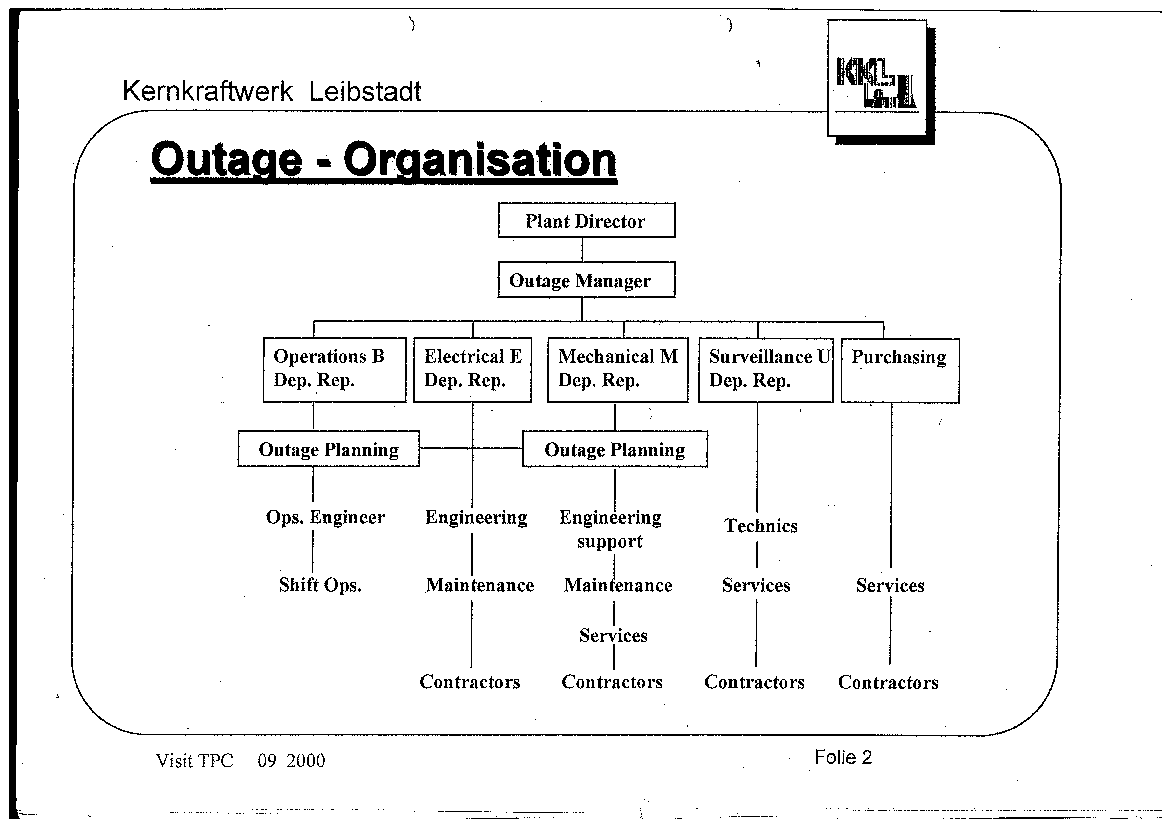 Kernkraftwerk Leibstadt
KKL
Outage - Organisation
Plant Director
Outage Manager
Operations B
Dep. Rep.
Electrical E
Dep. Rep.
Mechanical M
Dep. Rep.
Surveillance U
Dep. Rep.
Purchasing
Outage Planning
Outage Planning
Ops. Engineer
Shift Ops.
Engineering
Maintenance
Contractors
Engineering
support
Maintenance
Services
Contractors
Technics
Services
Contractors
Services
Contractors
Visit TPC 09 2000
Folie 2